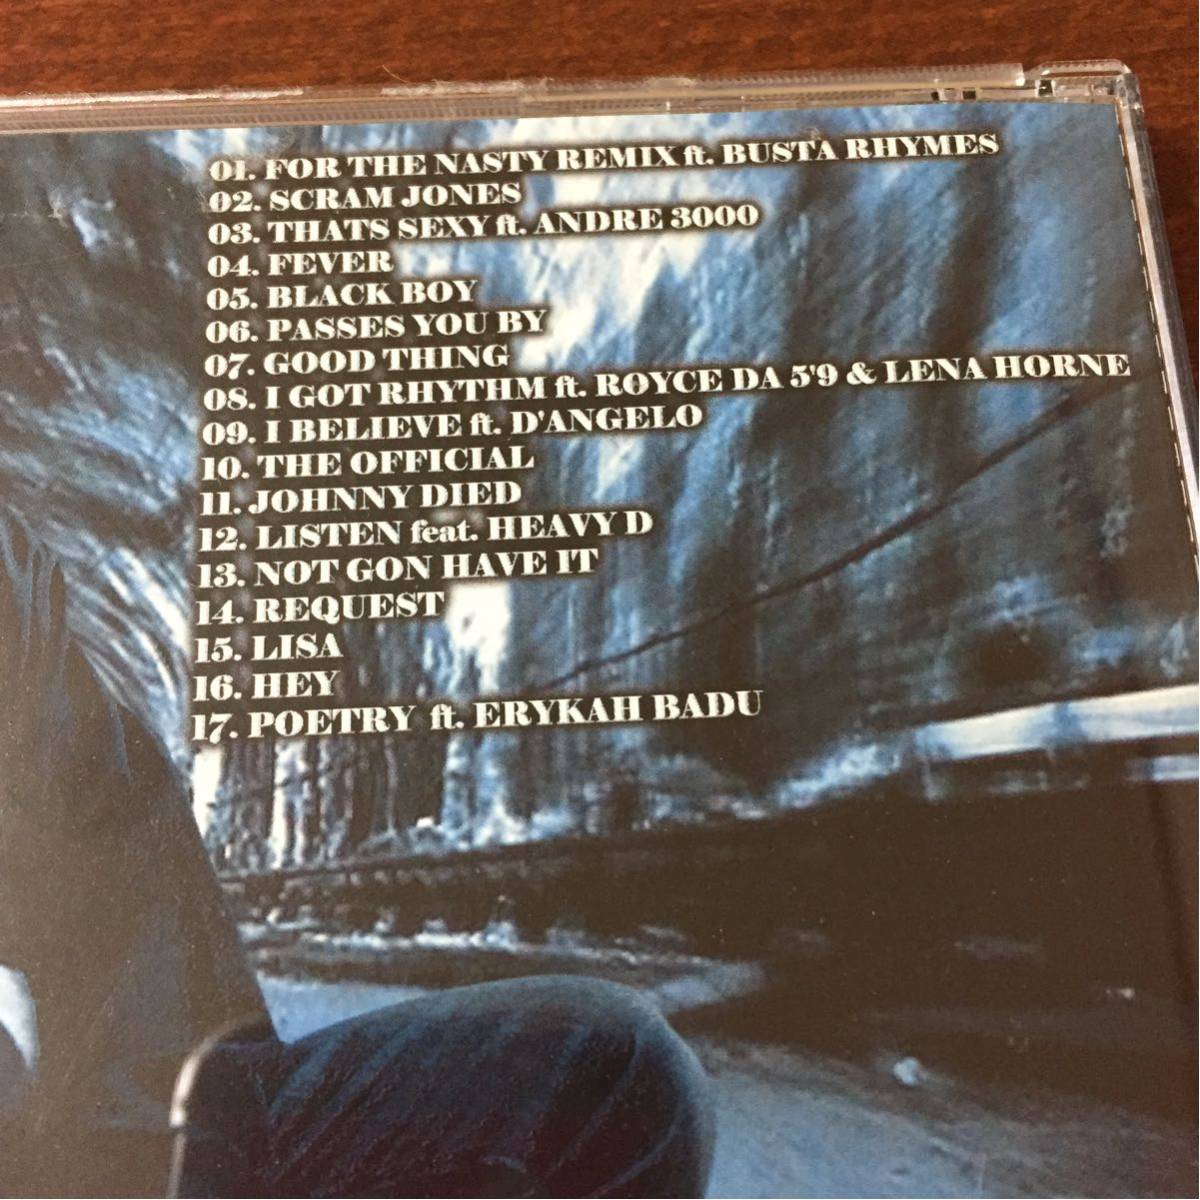 01. FOR THE NASTY REMIX ft. BUSTA RHYMES
02. SCRAM JONES
03. THATS SEXY ft. ANDRE 3000
04. FEVER
05. BLACK BOY
06. PASSES YOU BY
07. GOOD THING
08. I GOT RHYTHM ft. ROYCE DA 5'9 & LENA HORNE
09. I BELIEVE ft. D'ANGELO
10. THE OFFICIAL
11. JOHNNY DIED
12. LISTEN feat. HEAVY D
13. NOT GON HAVE IT
14. REQUEST
15. LISA
16. HEY
17. POETRY ft. ERYKAH BADU